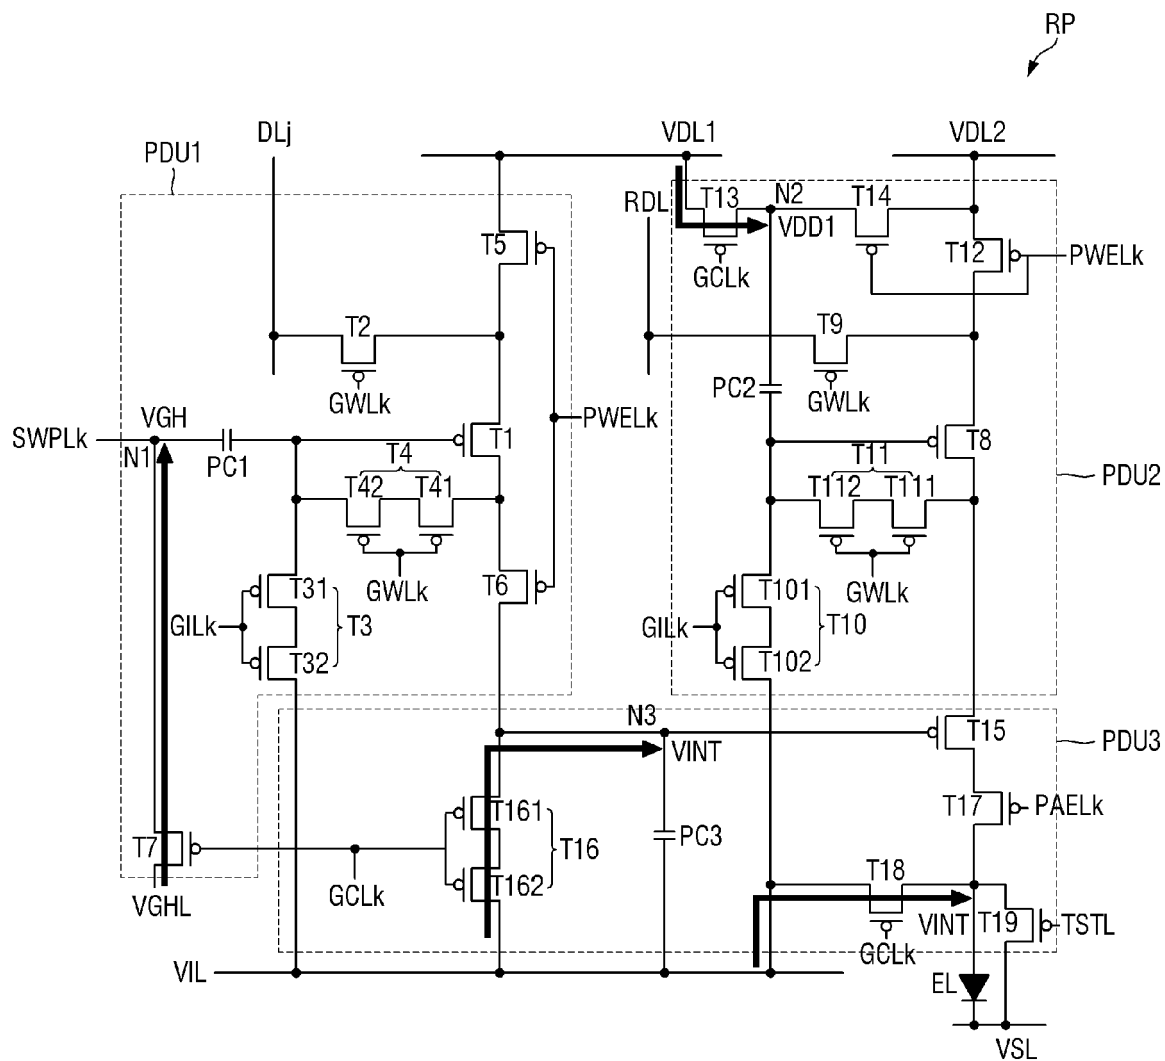 RP
DLj
VDL1
VDL2
PDU1
RDL
T13
N2
T14
VDD1
T5
T12
PWELk
GCLk
T2
T9
PC2
GWLk
GWLk
VGH
SWPLk
N1
PC1
T1
PWELk
T8
T4
T42
T41
T11
T112
T111
PDU2
GWLk
GWLk
T31
T6
T101
GILk
T3
GILk
T10
T32
T102
N3
T15
VINT
PDU3
T161
T17
PAELk
T7
T16
PC3
T162
T18
VGHL
GCLk
VINT
T19
TSTL
GCLk
VIL
EL
VSL